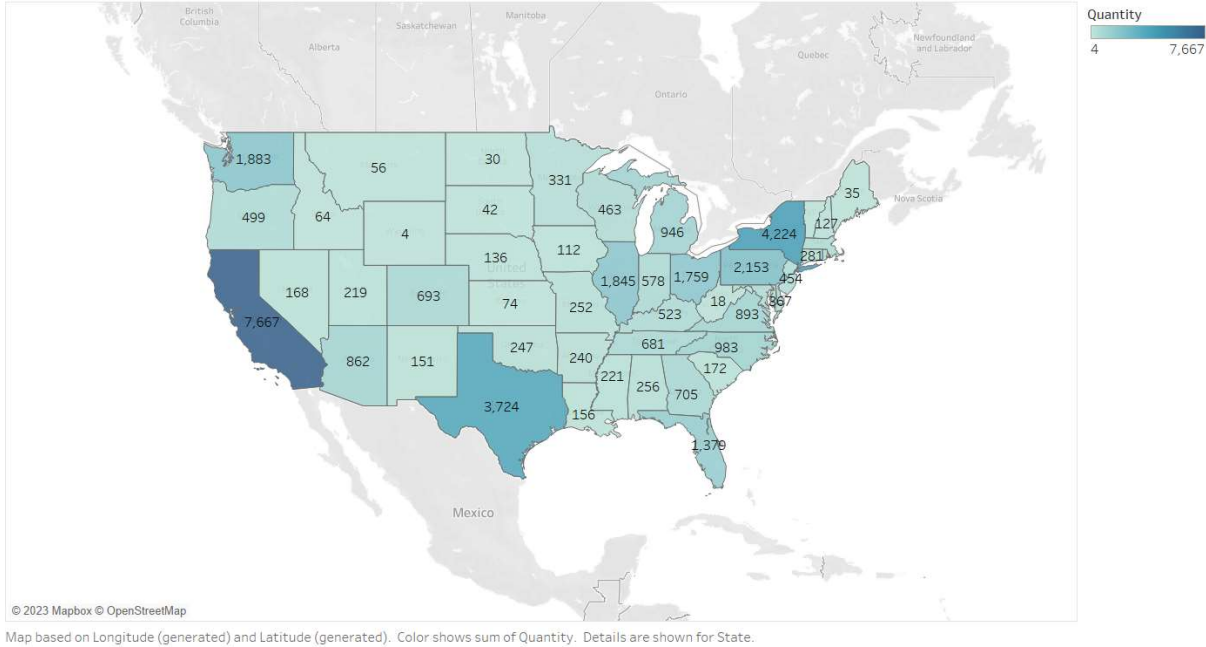 British
Columbia
Alberta
Saskatchewan
Manitoba
Ontario
Quebec
Newfoundland
and Labrador
Nova Scotia
Quantity
4 7,667
1,883
56
30
331
35
499
64
42
463
946
127
4,224
4
112
281
136
2,153
United
States
168
219
693
1,845
578
1,759
454
74
252
18
367
523
893
7,667
681
983
862
151
247
240
172
221
256
705
3,724
156
1,379
Mexico
© 2023 Mapbox © OpenStreetMap
Map based on Longitude (generated) and Latitude (generated). Color shows sum of Quantity. Details are shown for State.